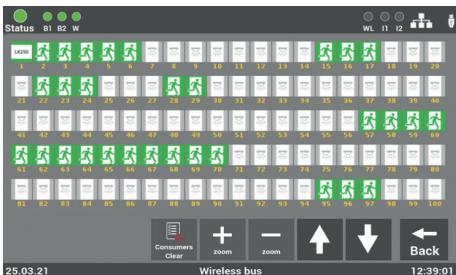 Status B1 B2 W WL I1 I2
LK250
1 2 3 4 5 6 7 8 9 10 11 12 13 14 15 16 17 18 19 20
21 22 23 24 25 26 27 28 29 30 31 32 33 34 35 36 37 38 39 40
41 42 43 44 45 46 47 48 49 50 51 52 53 54 55 56 57 58 59 60
61 62 63 64 65 66 67 68 69 70 71 72 73 74 75 76 77 78 79 80
81 82 83 84 85 86 87 88 89 90 91 92 93 94 95 96 97 98 99 100
Consumers
Clear
zoom
zoom
Back
25.03.21 Wireless bus 12:39:01